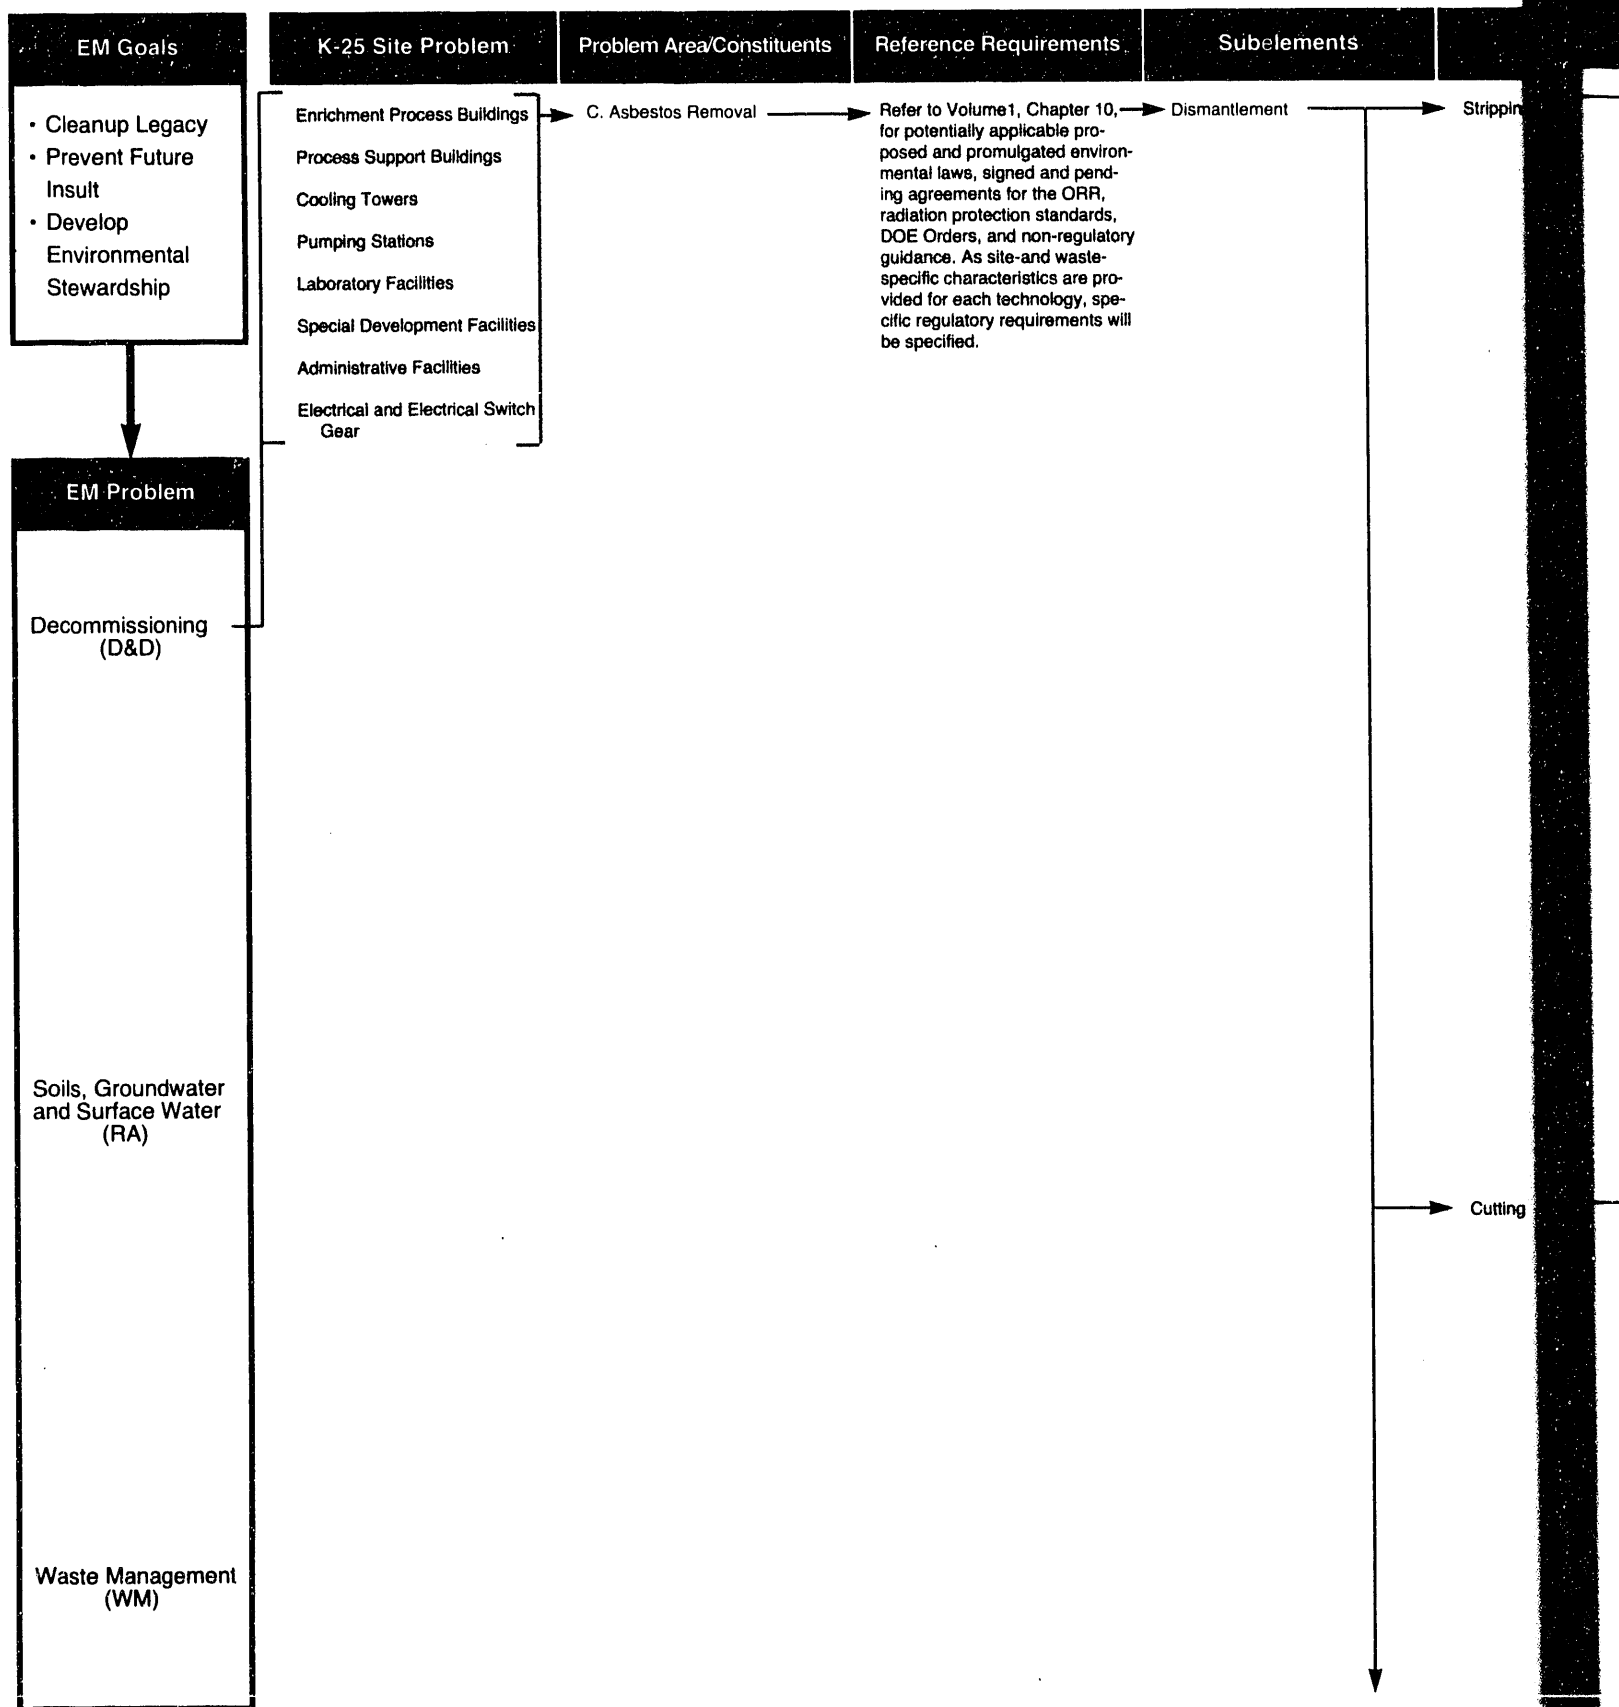 EM Goals
K-25 Site Problem
Problem Area/Constituents
Reference Requirements
Subelements
• Cleanup Legacy
• Prevent Future
Insult
• Develop
Environmental
Stewardship
Enrichment Process Buildings
Process Support Buildings
Cooling Towers
Pumping Stations
Laboratory Facilities
Special Development Facilities
Administrative Facilities
Electrical and Electrical Switch
Gear
C. Asbestos Removal
Refer to Volume1, Chapter 10,
for potentially applicable pro-
posed and promulgated environ-
mental laws, signed and pend-
ing agreements for the ORR,
radiation protection standards,
DOE Orders, and non-regulatory
guidance. As site-and waste-
specific characteristics are pro-
vided for each technology, spe-
cific regulatory requirements will
be specified.
Dismantlement
Strippin
Cutting
EM Problem
Decommissioning
(D&D)
Soils, Groundwater
and Surface Water
(RA)
Waste Management
(WM)